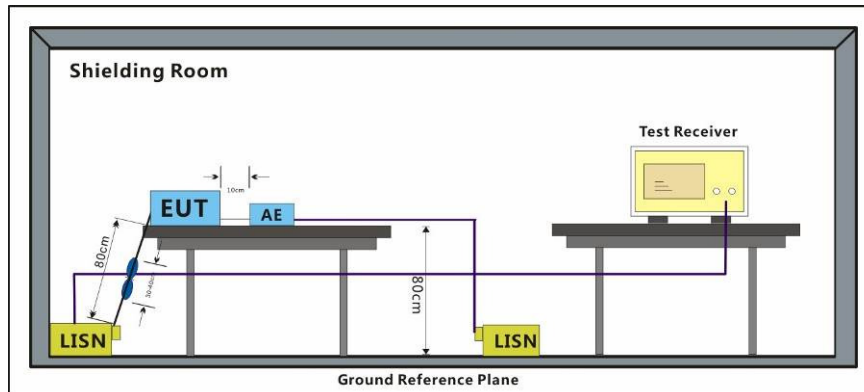 Shielding Room
Test Receiver
10cm
EUT
AE
80cm
80cm
LISN
LISN
Ground Reference Plane